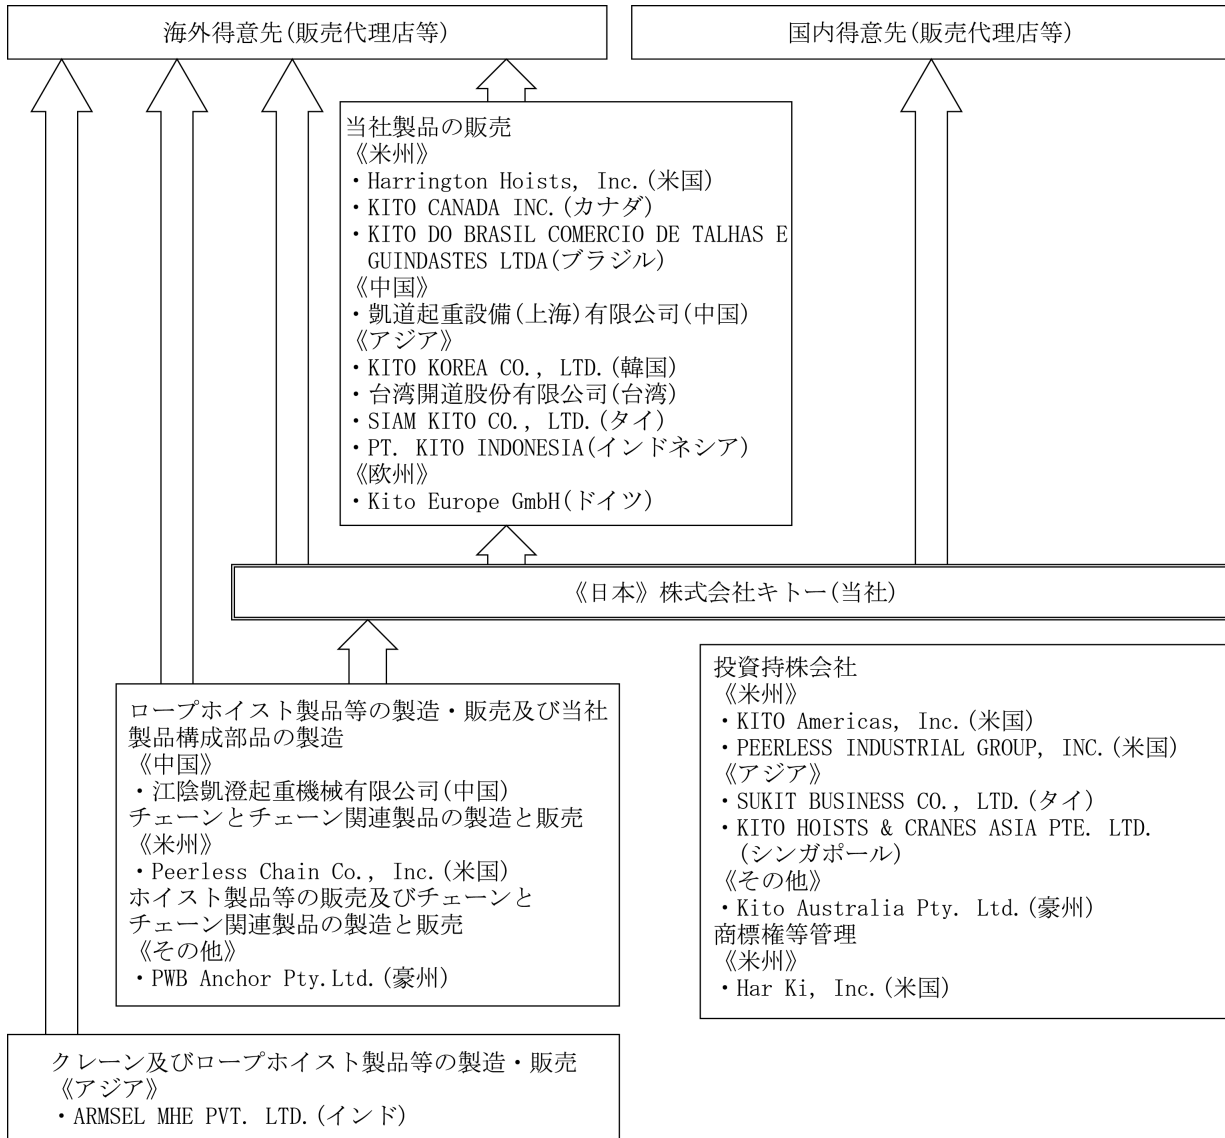 海外得意先(販売代理店等)
国内得意先(販売代理店等)
当社製品の販売
《米州》
・Harrington Hoists, Inc.(米国)
・KITO CANADA INC.(カナダ)
・KITO DO BRASIL COMERCIO DE TALHAS E
GUINDASTES LTDA(ブラジル)
《中国》
・凱道起重設備(上海)有限公司(中国)
《アジア》
・KITO KOREA CO., LTD.(韓国)
・台湾開道股份有限公司(台湾)
・SIAM KITO CO., LTD.(タイ)
・PT. KITO INDONESIA(インドネシア)
《欧州》
・Kito Europe GmbH(ドイツ)
《日本》株式会社キトー(当社)
ロープホイスト製品等の製造・販売及び当社
製品構成部品の製造
《中国》
・江陰凱澄起重機械有限公司(中国)
チェーンとチェーン関連製品の製造と販売
《米州》
・Peerless Chain Co., Inc.(米国)
ホイスト製品等の販売及びチェーンと
チェーン関連製品の製造と販売
《その他》
・PWB Anchor Pty.Ltd.(豪州)
投資持株会社
《米州》
・KITO Americas, Inc.(米国)
・PEERLESS INDUSTRIAL GROUP, INC.(米国)
《アジア》
・SUKIT BUSINESS CO., LTD.(タイ)
・KITO HOISTS & CRANES ASIA PTE. LTD.
(シンガポール)
《その他》
・Kito Australia Pty. Ltd.(豪州)
商標権等管理
《米州》
・Har Ki, Inc.(米国)
クレーン及びロープホイスト製品等の製造・販売
《アジア》
・ARMSEL MHE PVT. LTD.(インド)